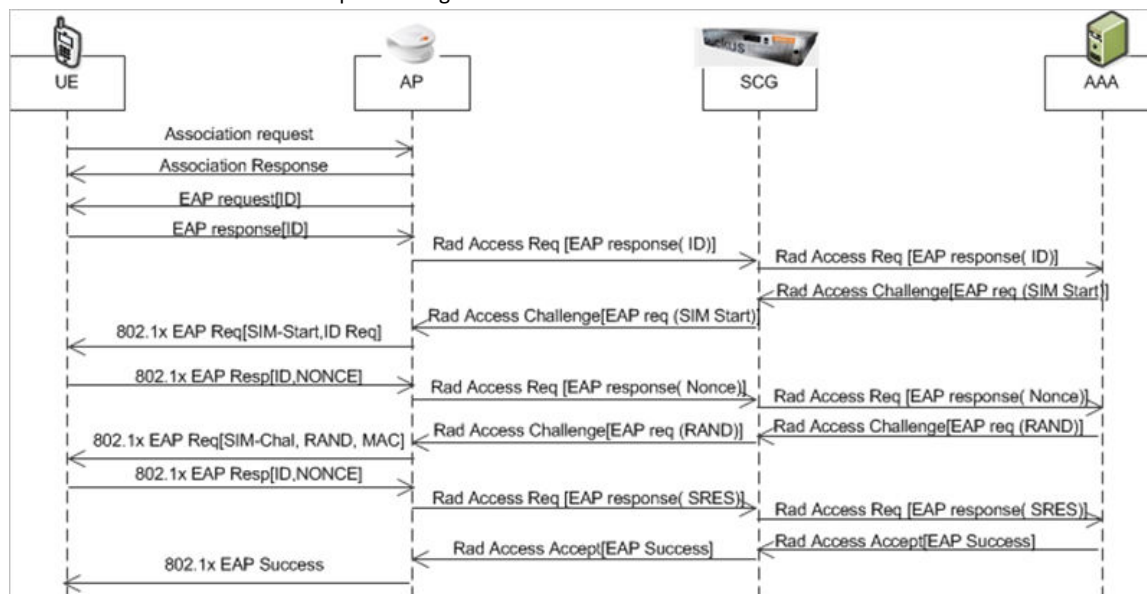 UE
AP
SCG
AAA
Association request
Association Response
EAP request[ID]
EAP response[ID]
Rad Access Req [EAP response( ID)]
Rad Access Req [EAP response( ID)]
Rad Access Challenge[EAP req (SIM Start)]
Rad Access Challenge[EAP req (SIM Start)]
802.1x EAP Req[SIM-Start,ID Req]
802.1x EAP Resp[ID,NONCE]
Rad Access Req [EAP response( Nonce)]
Rad Access Req [EAP response( Nonce)]
Rad Access Challenge[EAP req (RAND)]
Rad Access Challenge[EAP req (RAND)]
802.1x EAP Req[SIM-Chal, RAND, MAC]
802.1x EAP Resp[ID,NONCE]
Rad Access Req [EAP response( SRES)]
Rad Access Req [EAP response( SRES)]
Rad Access Accept[EAP Success]
Rad Access Accept[EAP Success]
802.1x EAP Success